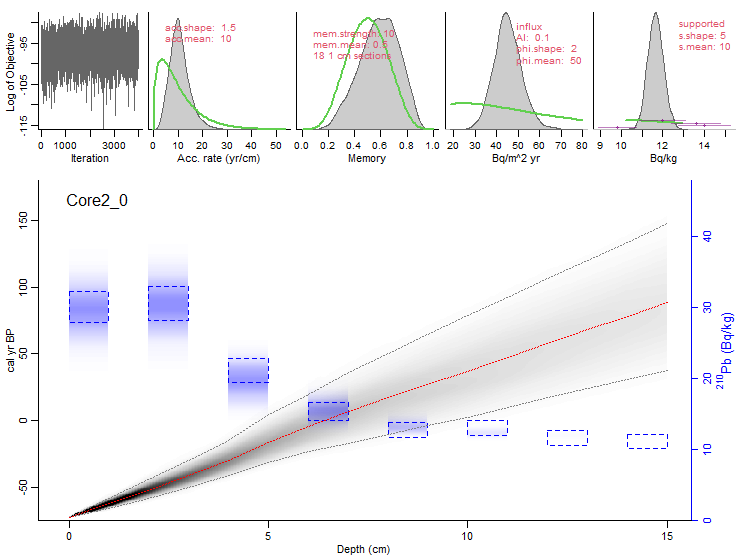 Log of Objective
-95
-105
-115
0
1000
3000
Iteration
acc.shape: 1.5
acc.mean: 10
0
10
20
30
40
50
Acc. rate (yr/cm)
mem.strength: 10
mem.mean: 0.5
18 1 cm sections
0.0
0.2
0.4
0.6
0.8
1.0
Memory
influx
Al: 0.1
phi.shape: 2
phi.mean: 50
20
30
40
50
60
70
80
Bq/m^2 yr
supported
s.shape: 5
s.mean: 10
9
10
11
12
13
14
Bq/kg
Core2_0
cal yr BP
150
100
50
0
-50
0
5
10
15
Depth (cm)
40
30
20
10
0
210Pb (Bq/kg)